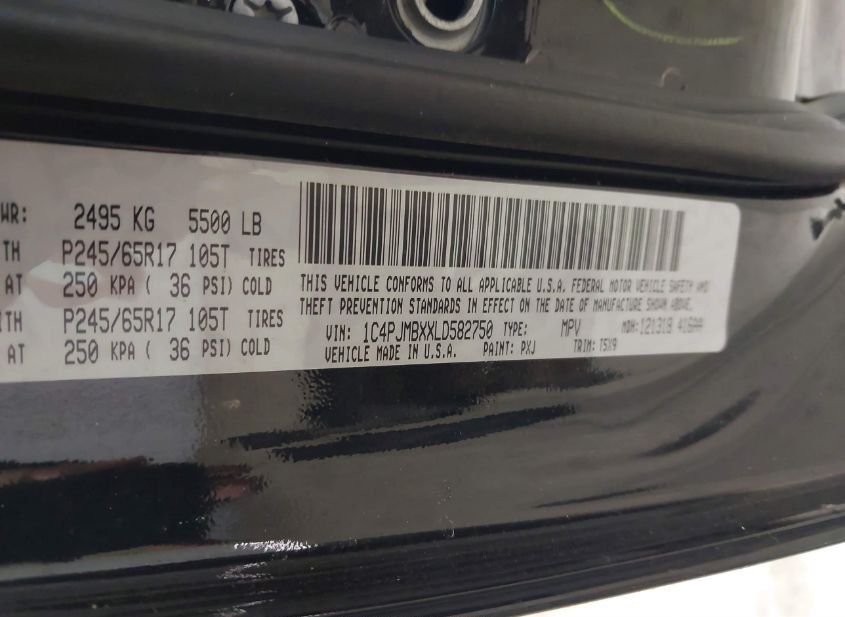 WR: 2495 KG 5500 LB
TH P245/65R17 105T TIRES
AT 250 KPA ( 36 PSI) COLD
ITH P245/65R17 105T TIRES
AT 250 KPA ( 36 PSI) COLD
THIS VEHICLE CONFORMS TO ALL APPLICABLE U.S.A. FEDERAL MOTOR VEHICLE SAFETY AND
THEFT PREVENTION STANDARDS IN EFFECT ON THE DATE OF MANUFACTURE SHOWN ABOVE.
VIN: 1C4PJMBXXLD582750 TYPE: MPV MDH: 121318 416AA
VEHICLE MADE IN U.S.A. PAINT: PXJ TRIM: T5X9